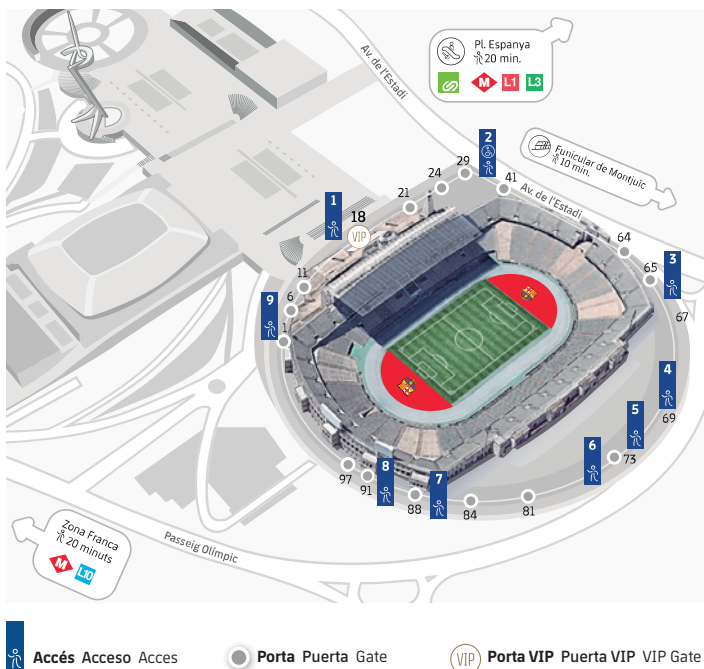 Pl. Espanya
20 min.
M L1 L3
Av. de l'Estadi
Funicular de Montjuïc
10 min.
Av. de l'Estadi
2
29
24
41
21
1
18
VIP
64
3
65
11
67
9
6
1
4
5
69
6
73
97
8
91
7
88
84
81
Zona Franca
20 minuts
M L10
Passeig Olímpic
Accés Acceso Acces
Porta Puerta Gate
VIP
Porta VIP Puerta VIP VIP Gate